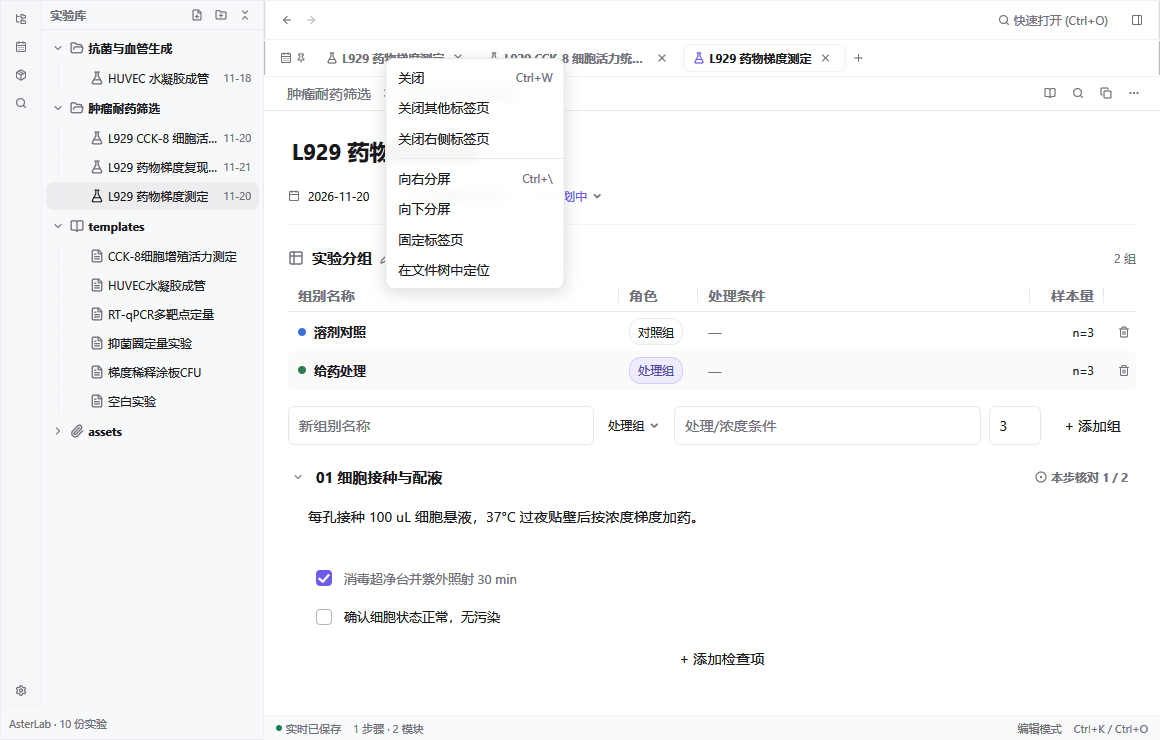 实验库
抗菌与血管生成
HUVEC 水凝胶成管 11-18
肿瘤耐药筛选
L929 CCK-8 细胞活... 11-20
L929 药物梯度复现... 11-21
L929 药物梯度测定 11-20
templates
CCK-8细胞增殖活力测定
HUVEC水凝胶成管
RT-qPCR多靶点定量
抑菌圈定量实验
梯度稀释涂板CFU
空白实验
assets
AsterLab · 10 份实验
快速打开 (Ctrl+O)
L929 药物梯度测定
L929 CCK-8 细胞活力统...
L929 药物梯度测定
肿瘤耐药筛选
关闭 Ctrl+W
关闭其他标签页
关闭右侧标签页
向右分屏 Ctrl+\
向下分屏
固定标签页
在文件树中定位
L929 药物
2026-11-20
划中
实验分组
2 组
组别名称 角色 处理条件 样本量
溶剂对照 对照组 — n=3
给药处理 处理组 — n=3
新组别名称 处理组 处理/浓度条件 3 + 添加组
01 细胞接种与配液 本步核对 1 / 2
每孔接种 100 uL 细胞悬液，37°C 过夜贴壁后按浓度梯度加药。
消毒超净台并紫外照射 30 min
确认细胞状态正常，无污染
+ 添加检查项
实时已保存 1 步骤 · 2 模块
编辑模式 Ctrl+K / Ctrl+O